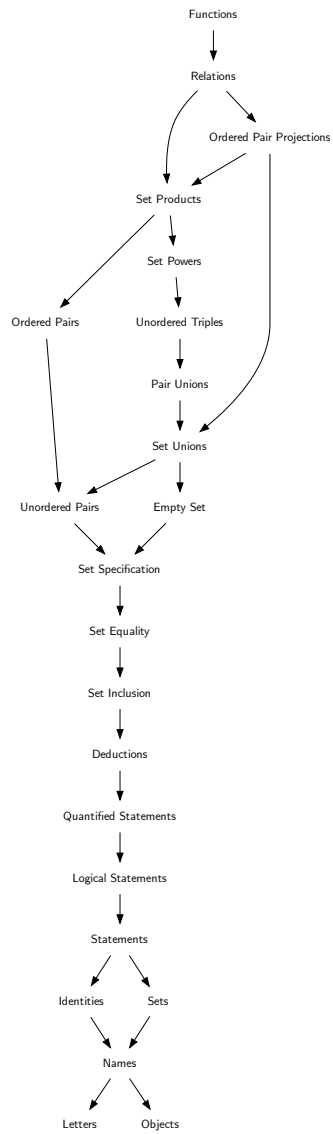 Functions
Relations
Ordered Pair Projections
Set Products
Set Powers
Ordered Pairs
Unordered Triples
Pair Unions
Set Unions
Unordered Pairs
Empty Set
Set Specification
Set Equality
Set Inclusion
Deductions
Quantified Statements
Logical Statements
Statements
Identities
Sets
Names
Letters
Objects